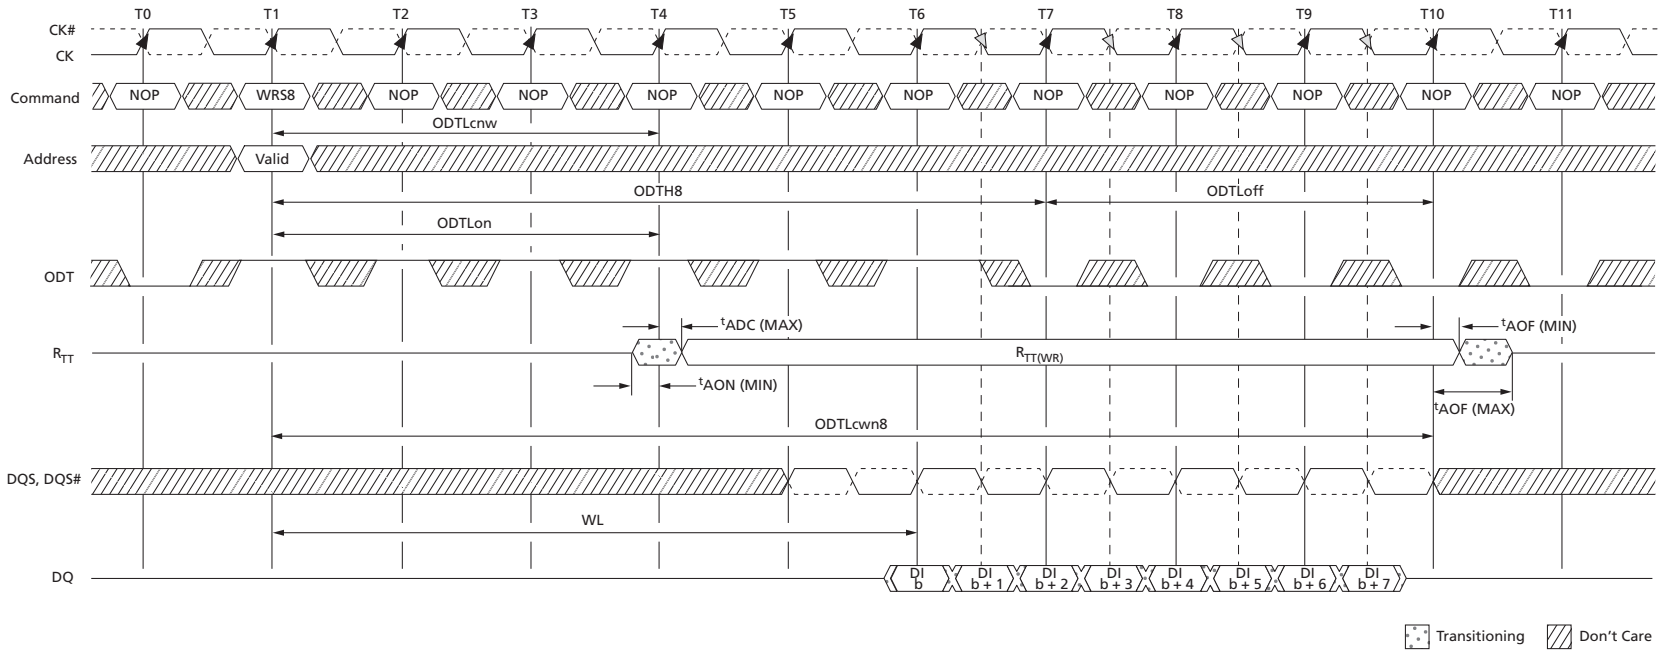 T0 T1 T2 T3 T4 T5 T6 T7 T8 T9 T10 T11
CK#
CK
Command NOP WRS8 NOP NOP NOP NOP NOP NOP NOP NOP NOP NOP
ODTLcnw
Address Valid
ODTH8 ODTLoff
ODTLon
ODT
tADC (MAX) tAOF (MIN)
RTT RTT(WR)
tAON (MIN)
tAOF (MAX)
ODTLcwn8
DQS, DQS#
WL
DQ DI b DI b + 1 DI b + 2 DI b + 3 DI b + 4 DI b + 5 DI b + 6 DI b + 7
Transitioning Don't Care